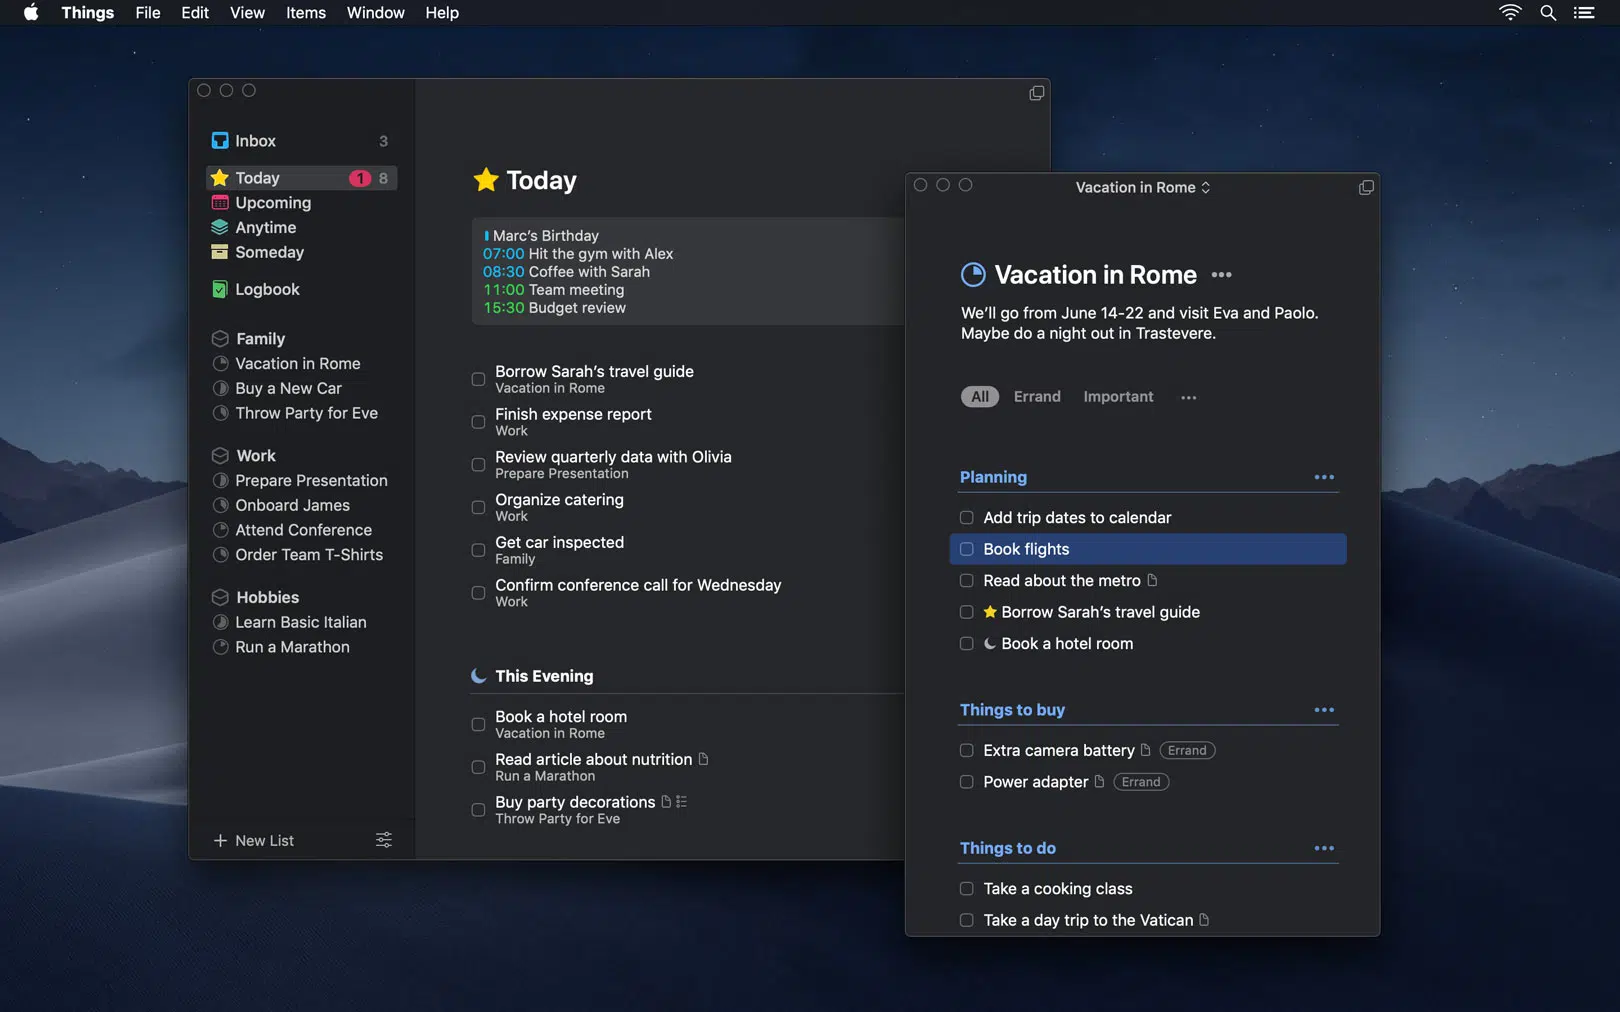 Things File Edit View Items Window Help
Inbox 3
Today 1 8
Upcoming
Anytime
Someday
Logbook
Family
Vacation in Rome
Buy a New Car
Throw Party for Eve
Work
Prepare Presentation
Onboard James
Attend Conference
Order Team T-Shirts
Hobbies
Learn Basic Italian
Run a Marathon
New List
Today
Marc’s Birthday
07:00 Hit the gym with Alex
08:30 Coffee with Sarah
11:00 Team meeting
15:30 Budget review
Borrow Sarah’s travel guide
Vacation in Rome
Finish expense report
Work
Review quarterly data with Olivia
Prepare Presentation
Organize catering
Work
Get car inspected
Family
Confirm conference call for Wednesday
Work
This Evening
Book a hotel room
Vacation in Rome
Read article about nutrition
Run a Marathon
Buy party decorations
Throw Party for Eve
Vacation in Rome
Vacation in Rome
We’ll go from June 14-22 and visit Eva and Paolo.
Maybe do a night out in Trastevere.
All Errand Important
Planning
Add trip dates to calendar
Book flights
Read about the metro
Borrow Sarah’s travel guide
Book a hotel room
Things to buy
Extra camera battery Errand
Power adapter Errand
Things to do
Take a cooking class
Take a day trip to the Vatican